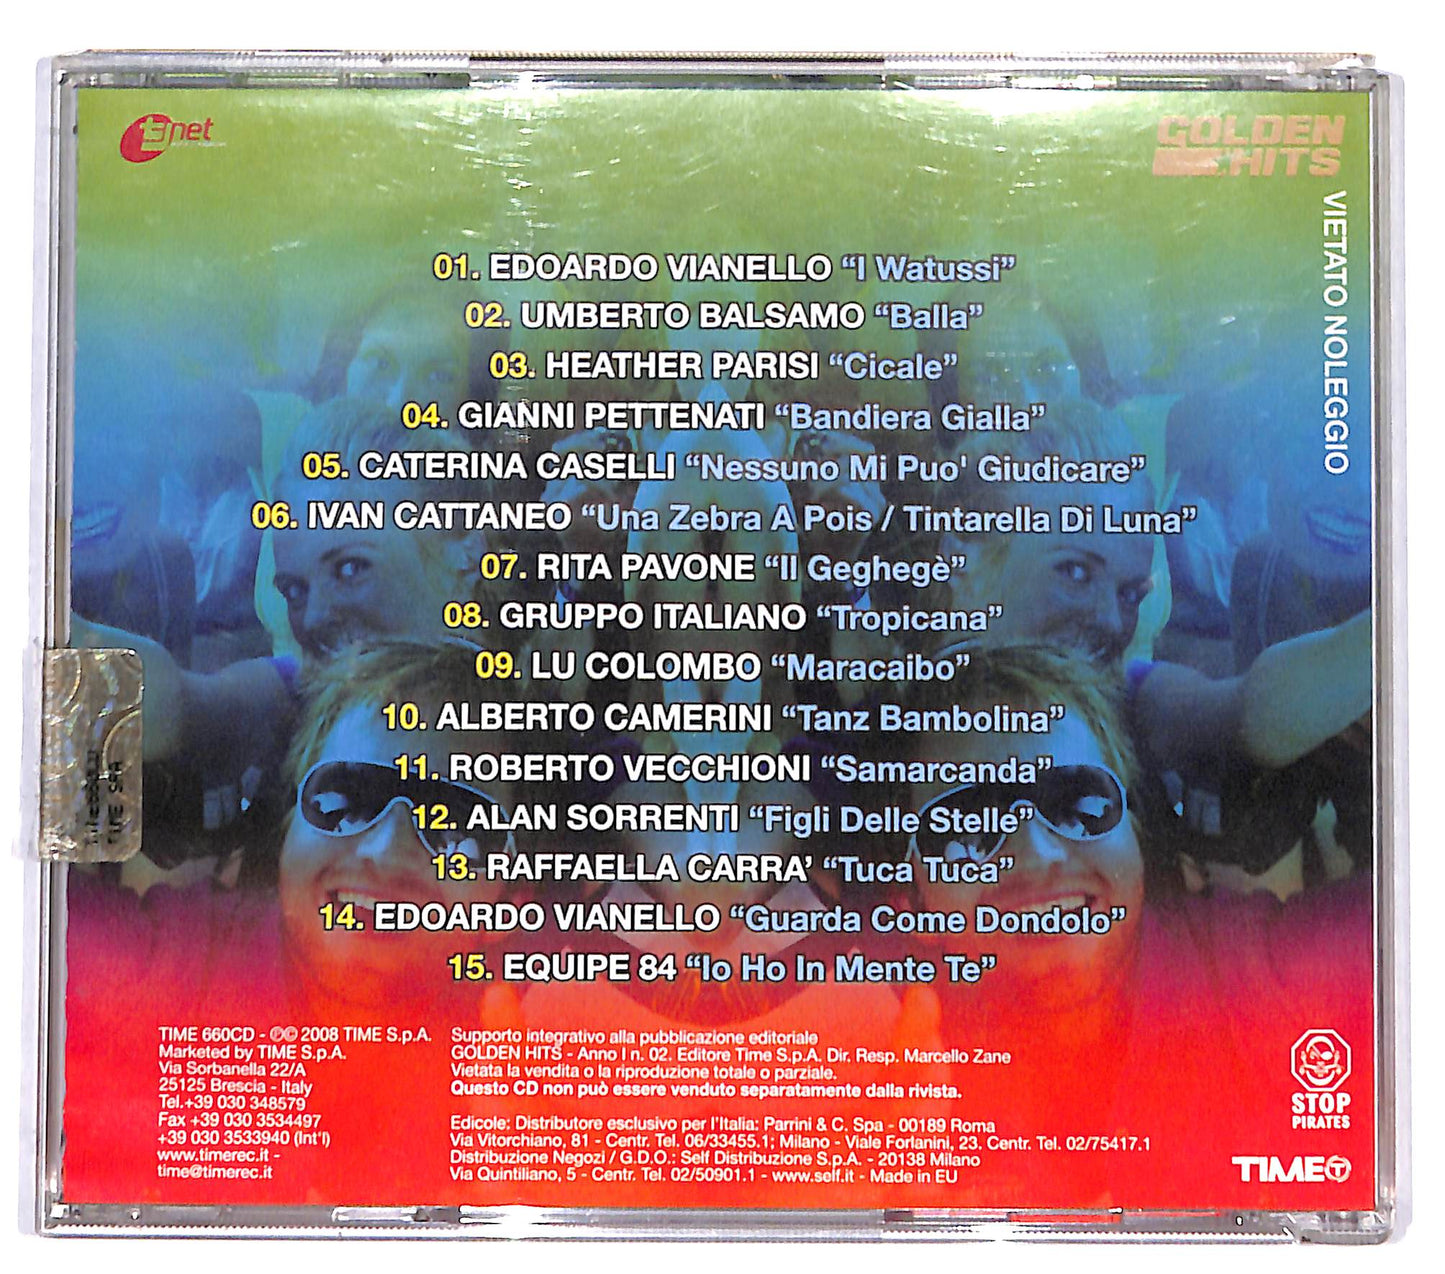 t3net
GOLDEN
HITS
VIETATO NOLEGGIO
01. EDOARDO VIANELLO “I Watussi”
02. UMBERTO BALSAMO “Balla”
03. HEATHER PARISI “Cicale”
04. GIANNI PETTENATI “Bandiera Gialla”
05. CATERINA CASELLI “Nessuno Mi Puo' Giudicare”
06. IVAN CATTANEO “Una Zebra A Pois / Tintarella Di Luna”
07. RITA PAVONE “Il Geghegè”
08. GRUPPO ITALIANO “Tropicana”
09. LU COLOMBO “Maracaibo”
10. ALBERTO CAMERINI “Tanz Bambolina”
11. ROBERTO VECCHIONI “Samarcanda”
12. ALAN SORRENTI “Figli Delle Stelle”
13. RAFFAELLA CARRA’ “Tuca Tuca”
14. EDOARDO VIANELLO “Guarda Come Dondolo”
15. EQUIPE 84 “Io Ho In Mente Te”
TIME 660CD - ℗© 2008 TIME S.p.A.
Marketed by TIME S.p.A.
Via Sorbanella 22/A
25125 Brescia - Italy
Tel.+39 030 348579
Fax +39 030 3534497
+39 030 3533940 (Int'l)
www.timerec.it -
time@timerec.it
Supporto integrativo alla pubblicazione editoriale
GOLDEN HITS - Anno I n. 02. Editore Time S.p.A. Dir. Resp. Marcello Zane
Vietata la vendita o la riproduzione totale o parziale.
Questo CD non può essere venduto separatamente dalla rivista.
Edicole: Distributore esclusivo per l'Italia: Parrini & C. Spa - 00189 Roma
Via Vitorchiano, 81 - Centr. Tel. 06/33455.1; Milano - Viale Forlanini, 23. Centr. Tel. 02/75417.1
Distribuzione Negozi / G.D.O.: Self Distribuzione S.p.A. - 20138 Milano
Via Quintiliano, 5 - Centr. Tel. 02/50901.1 - www.self.it - Made in EU
STOP
PIRATES
TIME T
TIME SPA